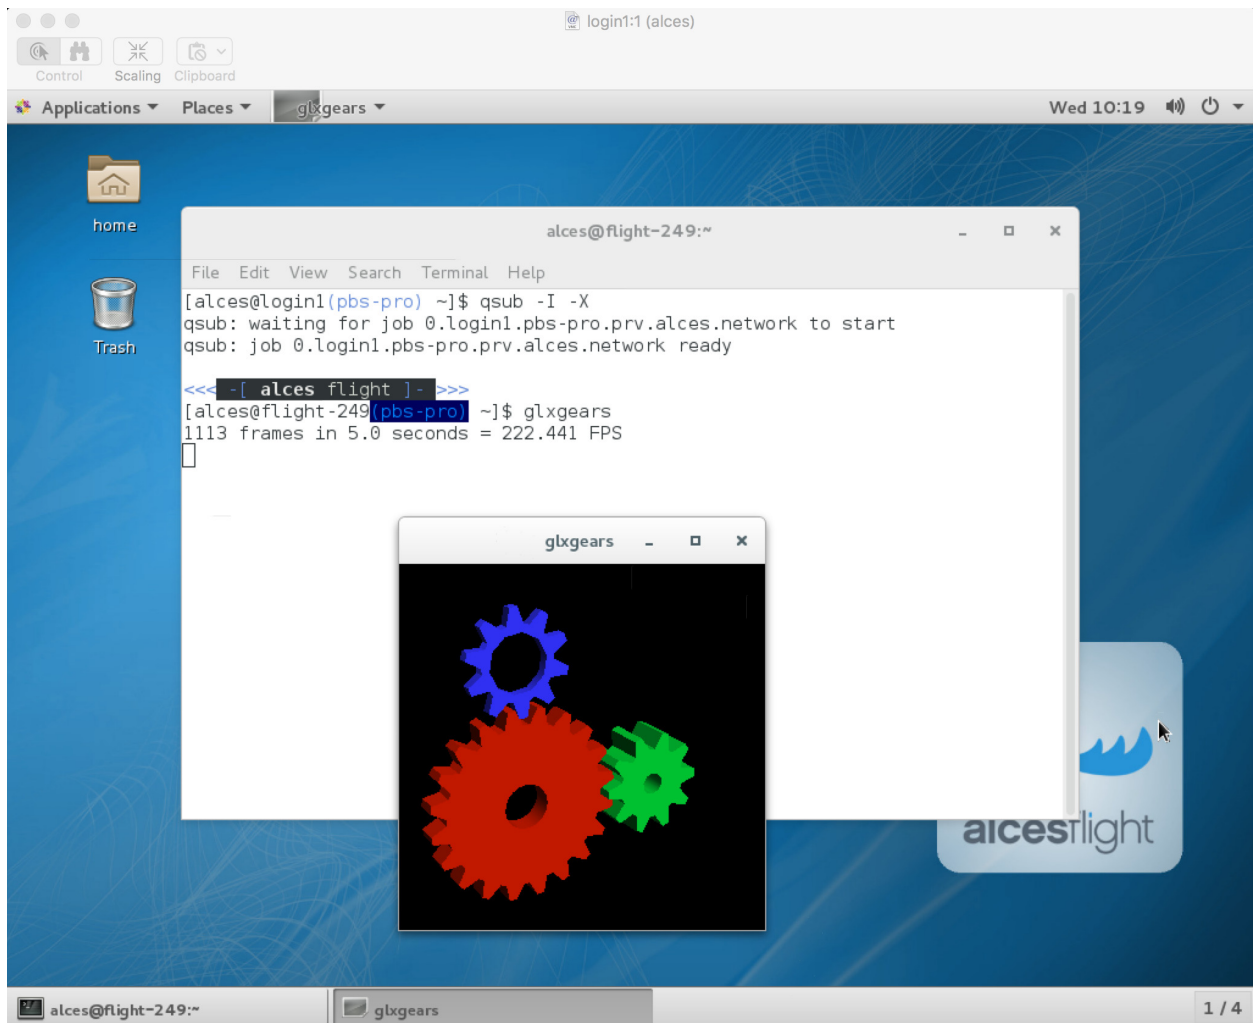 login1:1 (alces)
Control Scaling Clipboard
Applications Places glxgears Wed 10:19
home
Trash
alces@flight-249:~
File Edit View Search Terminal Help
[alces@login1(pbs-pro) ~]$ qsub -I -X
qsub: waiting for job 0.login1.pbs-pro.prv.alces.network to start
qsub: job 0.login1.pbs-pro.prv.alces.network ready
<<< -[ alces flight ]- >>>
[alces@flight-249(pbs-pro) ~]$ glxgears
1113 frames in 5.0 seconds = 222.441 FPS
glxgears
alcesflight
alces@flight-249:~ glxgears 1 / 4